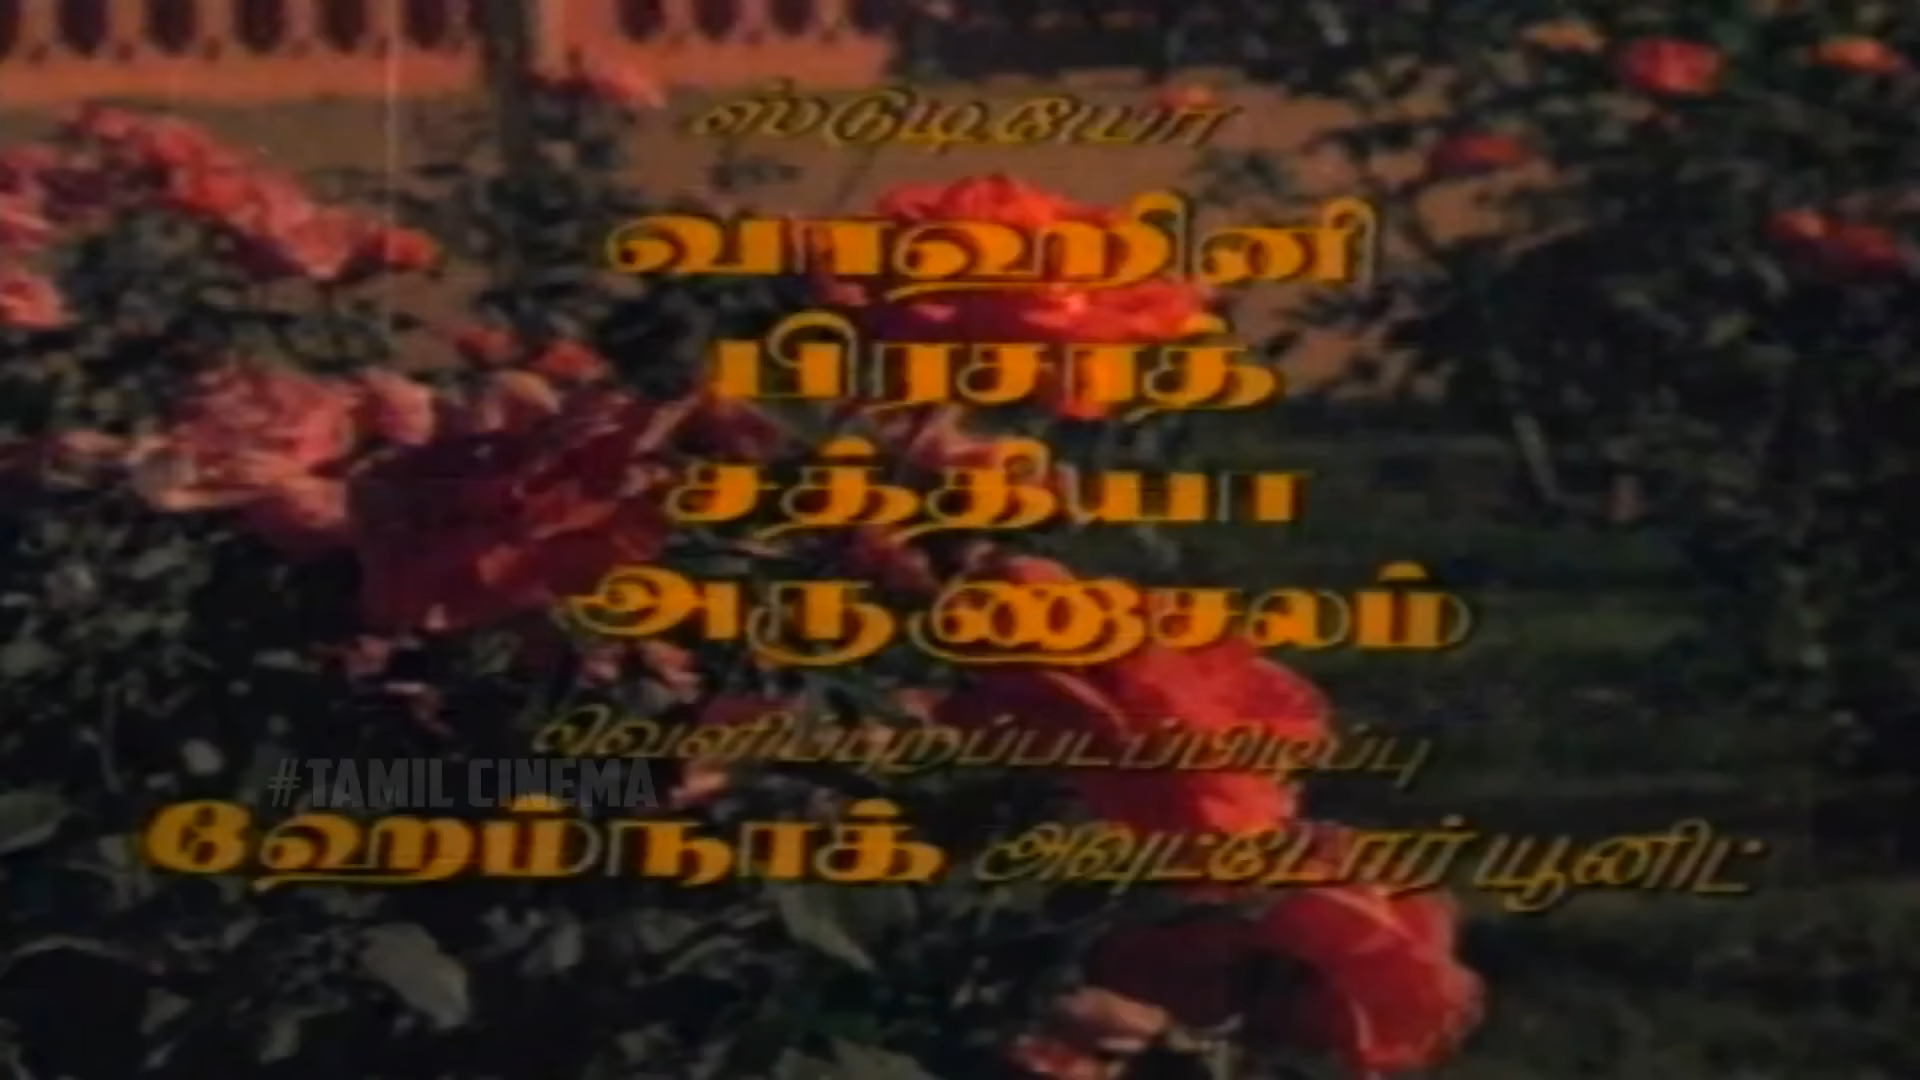 ஸ்டுடியோ
வாஹினி
பிரசாத்
சத்தியா
அருணாசலம்
வெளிப்புறப்படப்பிடிப்பு
#TAMIL CINEMA
ஹேம்நாக் அவுட்டோர் யூனிட்